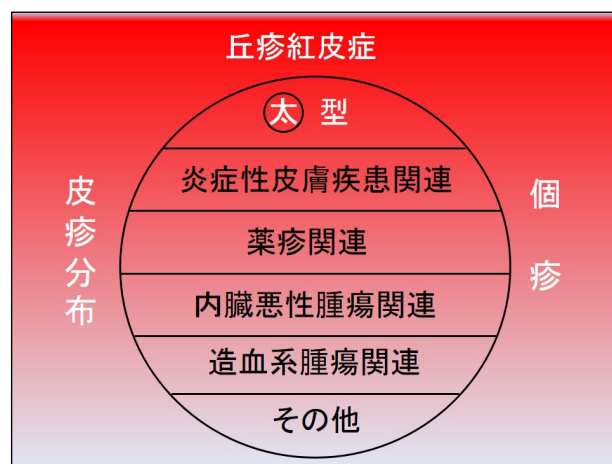 丘疹紅皮症
太 型
炎症性皮膚疾患関連
薬疹関連
内臓悪性腫瘍関連
造血系腫瘍関連
その他
皮疹分布
個疹